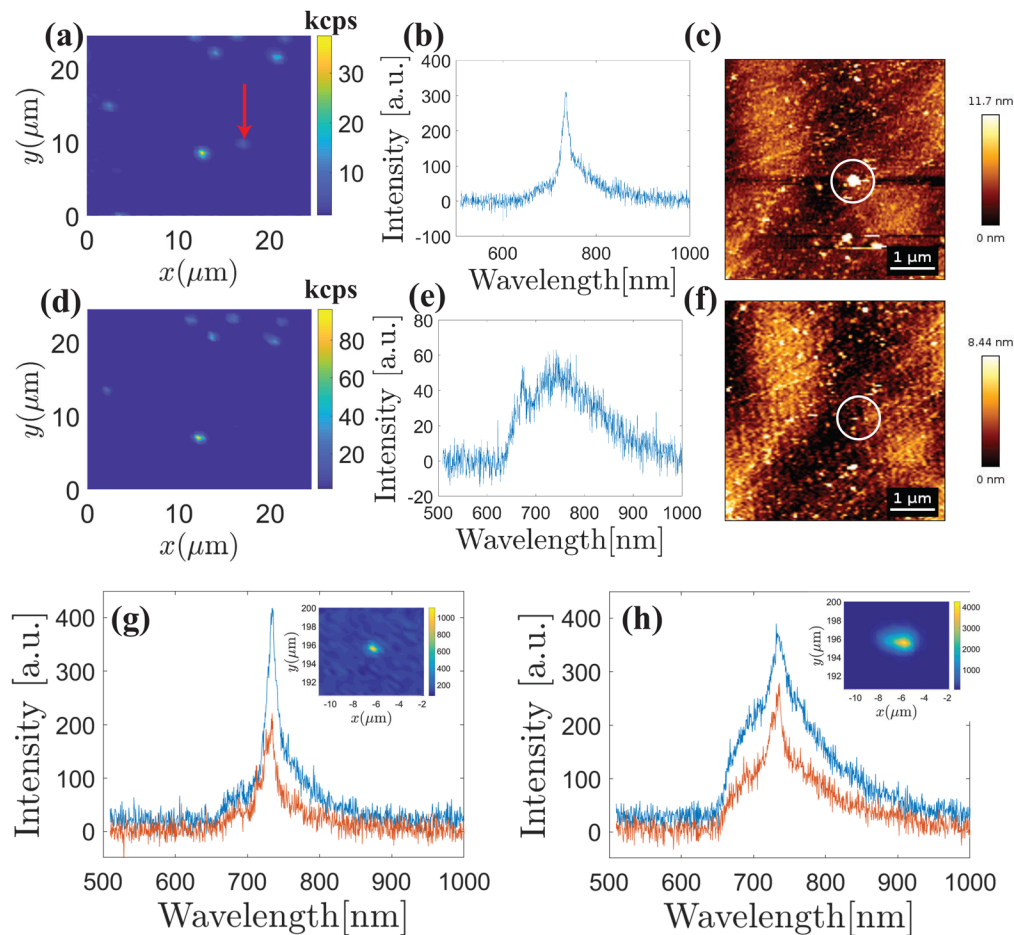 (a)
kcps
30
20
10
20
10
0
0
10
20
y(μm)
x(μm)
(b)
400
300
200
100
0
-100
600
800
1000
Intensity [a.u.]
Wavelength[nm]
(c)
11.7 nm
0 nm
1 μm
(d)
kcps
80
60
40
20
20
10
0
0
10
20
y(μm)
x(μm)
(e)
80
60
40
20
0
-20
500
600
700
800
900
1000
Intensity [a.u.]
Wavelength[nm]
(f)
8.44 nm
0 nm
1 μm
(g)
400
300
200
100
0
500
600
700
800
900
1000
Intensity [a.u.]
Wavelength[nm]
200
198
196
194
192
-10
-8
-6
-4
-2
y(μm)
x(μm)
1000
800
600
400
200
(h)
400
300
200
100
0
500
600
700
800
900
1000
Intensity [a.u.]
Wavelength[nm]
200
198
196
194
192
-10
-8
-6
-4
-2
y(μm)
x(μm)
4000
3000
2000
1000